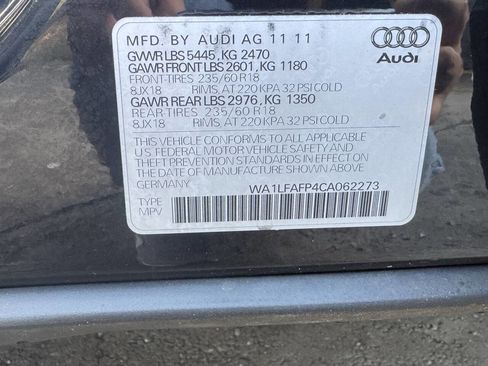 MFD. BY AUDI AG 11 11
GVWR LBS 5445, KG 2470
GAWR FRONT LBS 2601, KG 1180
FRONT-TIRES 235/60 R18
8JX18 RIMS, AT 220 KPA 32 PSI COLD
GAWR REAR LBS 2976, KG 1350
REAR-TIRES 235/60 R18
8JX18 RIMS, AT 220 KPA 32 PSI COLD
THIS VEHICLE CONFORMS TO ALL APPLICABLE
U S FEDERAL MOTOR VEHICLE SAFETY AND
THEFT PREVENTION STANDARDS IN EFFECT ON
THE DATE OF MANUFACTURE SHOWN ABOVE
GERMANY
WA1LFAFP4CA062273
TYPE
MPV
Audi